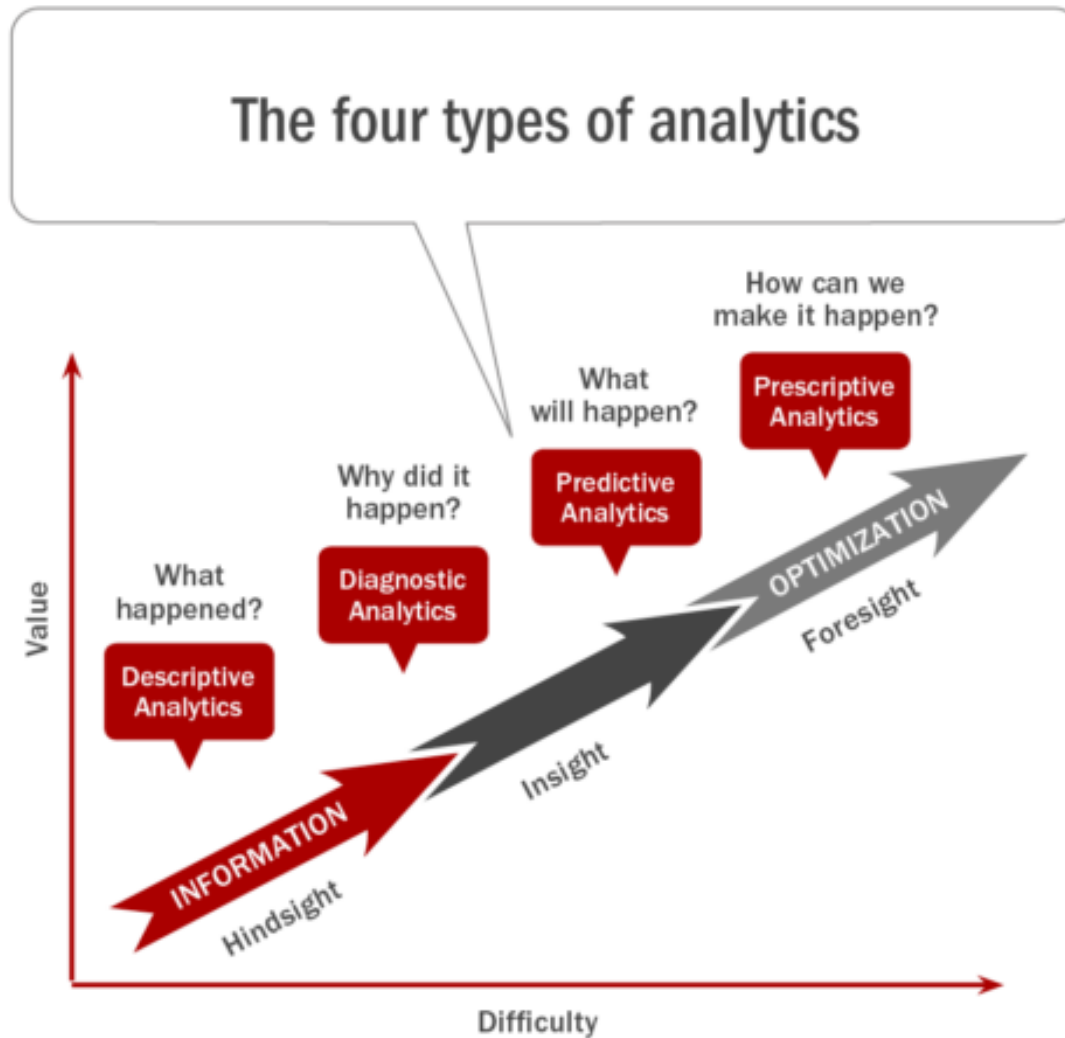 The four types of analytics
How can we
make it happen?
Prescriptive
Analytics
What
will happen?
Predictive
Analytics
Why did it
happen?
Diagnostic
Analytics
What
happened?
Descriptive
Analytics
Value
OPTIMIZATION
Foresight
Insight
INFORMATION
Hindsight
Difficulty